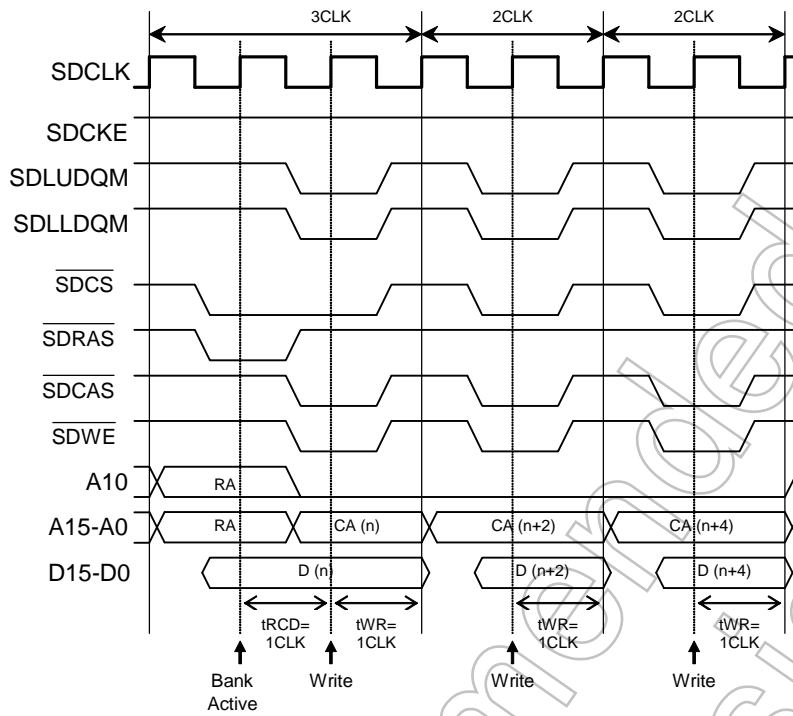 3CLK 2CLK 2CLK
SDCLK
SDCKE
SDLUDQM
SDLLDQM
SDCS
SDRAS
SDCAS
SDWE
A10 RA
A15-A0 RA CA (n) CA (n+2) CA (n+4)
D15-D0 D (n) D (n+2) D (n+4)
tRCD= tWR= tWR= tWR=
1CLK 1CLK 1CLK 1CLK
Bank Write Write Write
Active